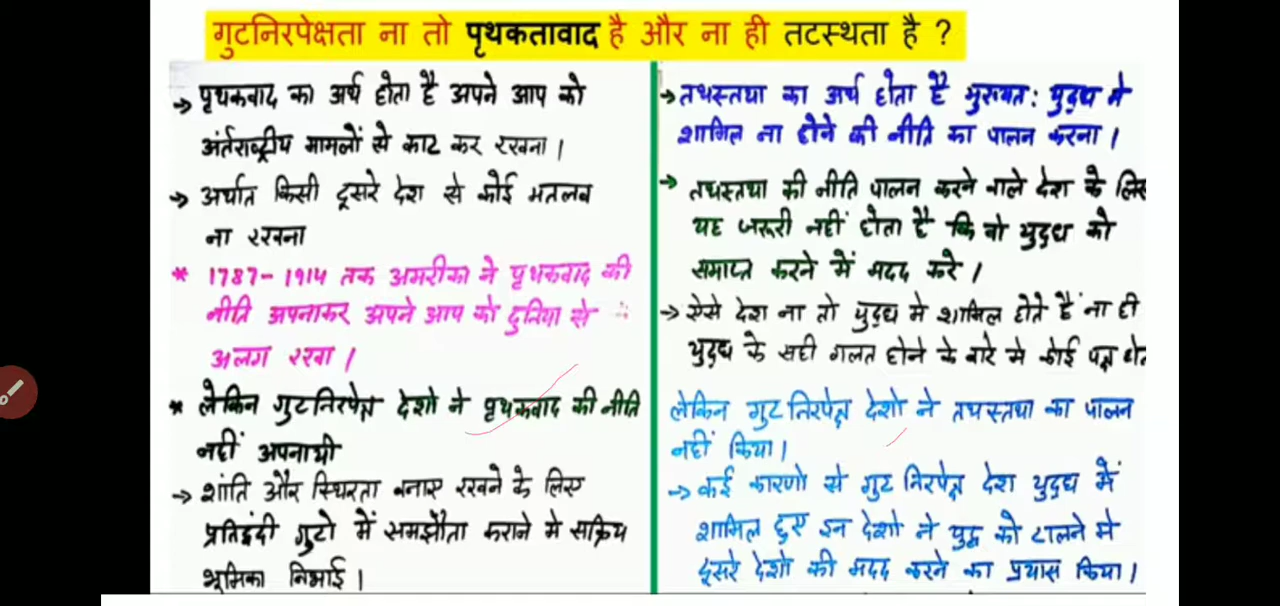 गुटनिरपेक्षता ना तो पृथकतावाद है और ना ही तटस्थता है ?
→ पृथकवाद का अर्थ होता है अपने आप को
अंर्तराष्ट्रीय मामलों से काट कर रखना।
→ अर्थात किसी दूसरे देश से कोई मतलब
ना रखना
* 1787-1914 तक अमरीका ने पृथकवाद की
नीति अपनाकर अपने आप को दुनिया से
अलग रखा।
* लेकिन गुटनिरपेक्ष देशो ने पृथकवाद की नीति
नहीं अपनायी
→ शांति और स्थिरता बनाए रखने के लिए
प्रतिद्वंदी गुटो में समझौता कराने मे सक्रिय
भूमिका निभाई।
→ तथस्तथा का अर्थ होता है मुख्यत: युद्ध मे
शामिल ना होने की नीति का पालन करना।
→ तथस्तथा की नीति पालन करने वाले देश के लिए
यह जरूरी नहीं होता है कि वो युद्ध को
समाप्त करने में मदद करे।
→ ऐसे देश ना तो युद्ध मे शामिल होते हैं ना ही
युद्ध के सही गलत होने के बारे मे कोई पक्ष
लेकिन गुट निरपेक्ष देशो ने तथस्तथा का पालन
नहीं किया।
→ कई कारणो से गुट निरपेक्ष देश युद्ध में
शामिल हुए इन देशो ने युद्ध को टालने मे
दूसरे देशो की मदद करने का प्रयास किया।